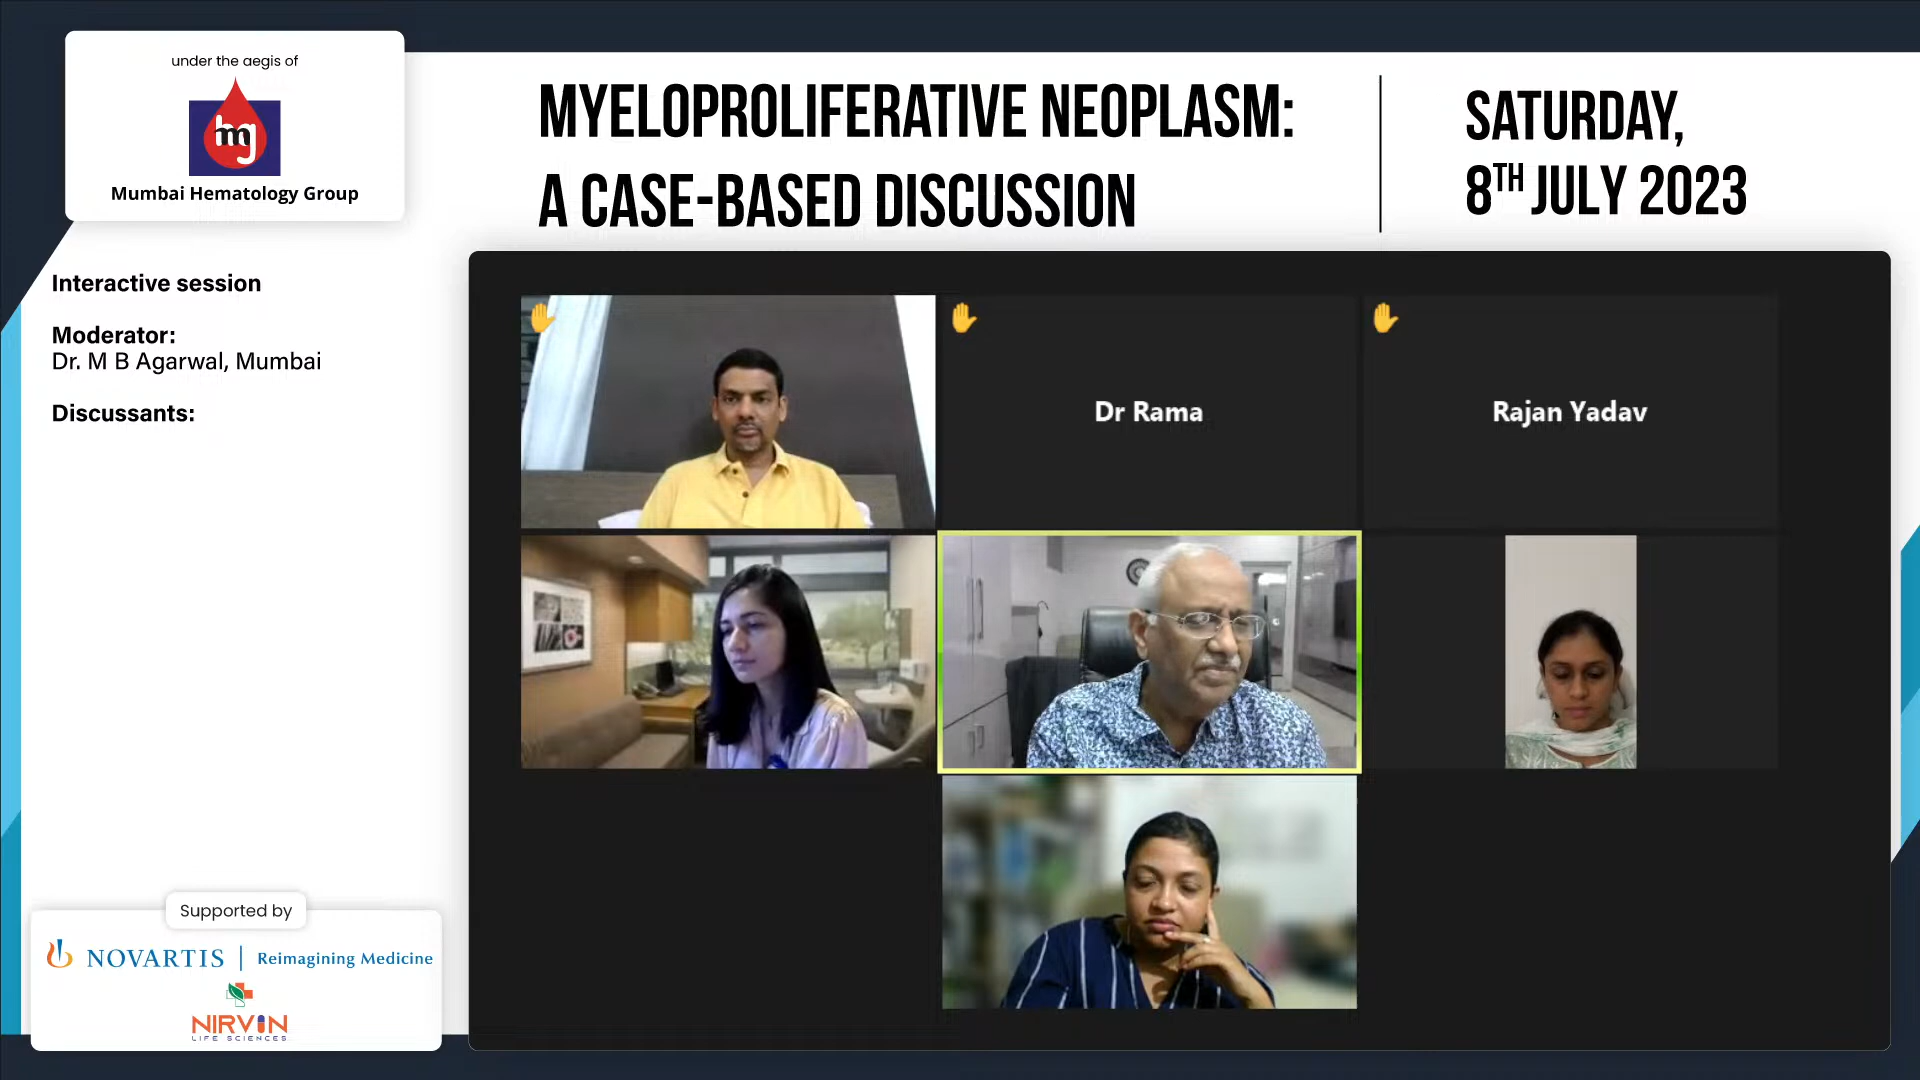 under the aegis of
mg
Mumbai Hematology Group
MYELOPROLIFERATIVE NEOPLASM:
A CASE-BASED DISCUSSION
SATURDAY,
8TH JULY 2023
Interactive session
Moderator:
Dr. M B Agarwal, Mumbai
Discussants:
Dr Rama
Rajan Yadav
Supported by
NOVARTIS | Reimagining Medicine
NIRVIN
LIFE SCIENCES